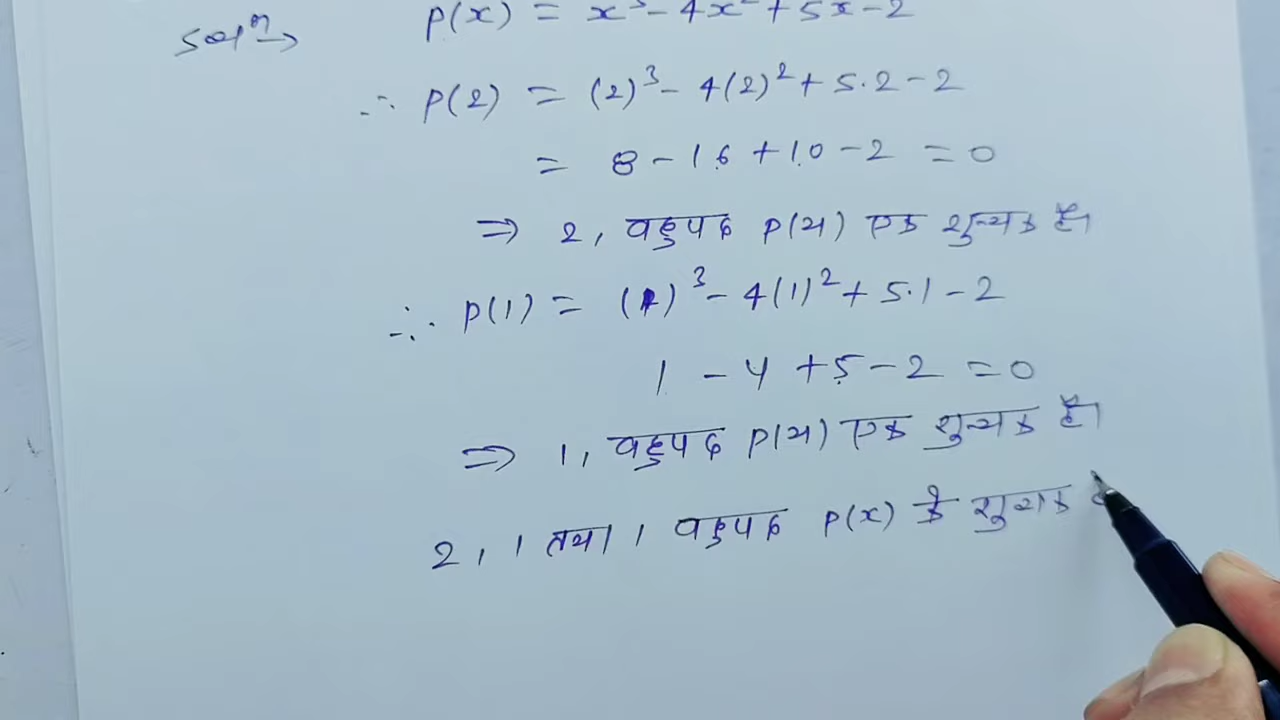 Solⁿ→ p(x) = x³ - 4x² + 5x - 2
∴ p(2) = (2)³ - 4(2)² + 5.2 - 2
= 8 - 16 + 10 - 2 = 0
⇒ 2, बहुपद p(x) एक शुन्यक है।
∴ p(1) = (1)³ - 4(1)² + 5.1 - 2
1 - 4 + 5 - 2 = 0
⇒ 1, बहुपद p(x) एक शुन्यक है।
2, 1 तथा 1 बहुपद p(x) के शुन्यक